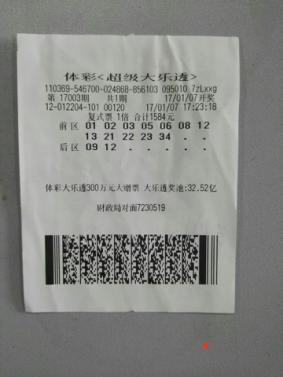 体彩<超级大乐透>
110369-546700-024868-856103 095010 7zLxxg
第 17003期 共1期 17/01/07开奖
12-012204-101 00120 17/01/07 17:23:18
复式票 1倍 合计1584元
前区 01 02 03 05 06 08 12
13 21 22 23 34 . .
后区 09 12 . . . . .
体彩大乐透300万元大赠票 大乐透奖池:32.52亿
财政局对面7230519